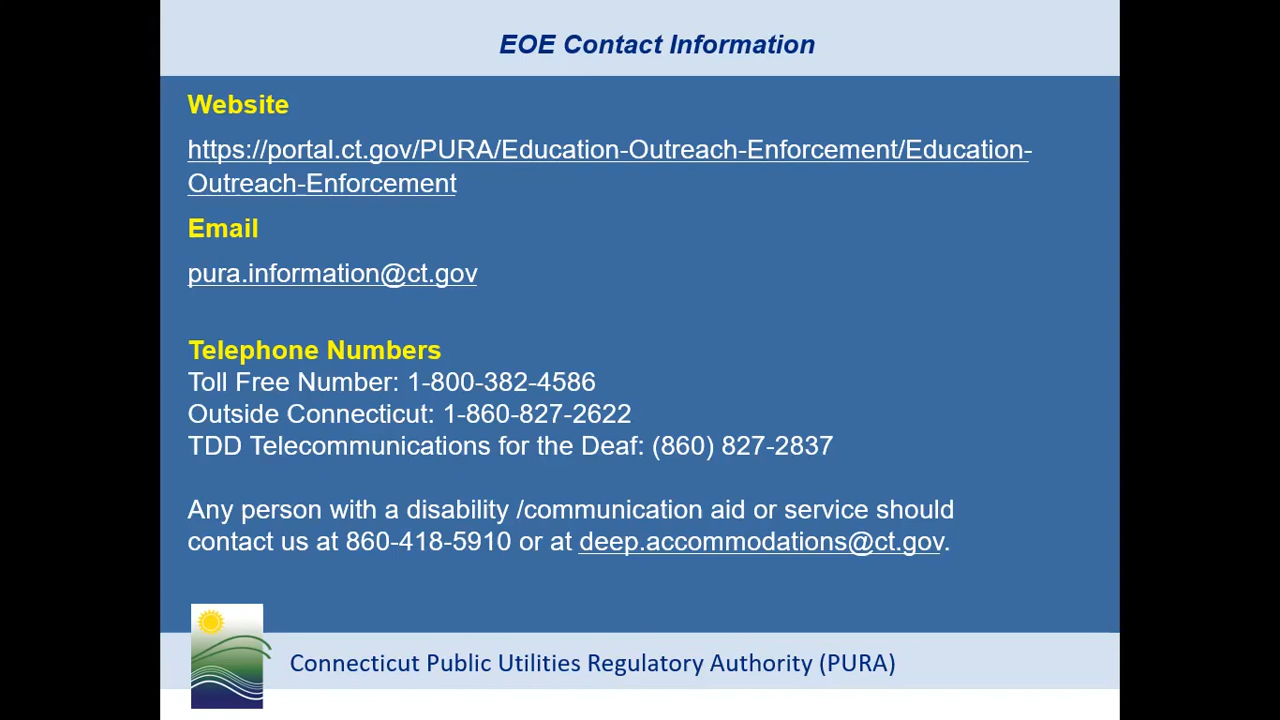 EOE Contact Information
Website
https://portal.ct.gov/PURA/Education-Outreach-Enforcement/Education-
Outreach-Enforcement
Email
pura.information@ct.gov
Telephone Numbers
Toll Free Number: 1-800-382-4586
Outside Connecticut: 1-860-827-2622
TDD Telecommunications for the Deaf: (860) 827-2837
Any person with a disability /communication aid or service should
contact us at 860-418-5910 or at deep.accommodations@ct.gov.
Connecticut Public Utilities Regulatory Authority (PURA)